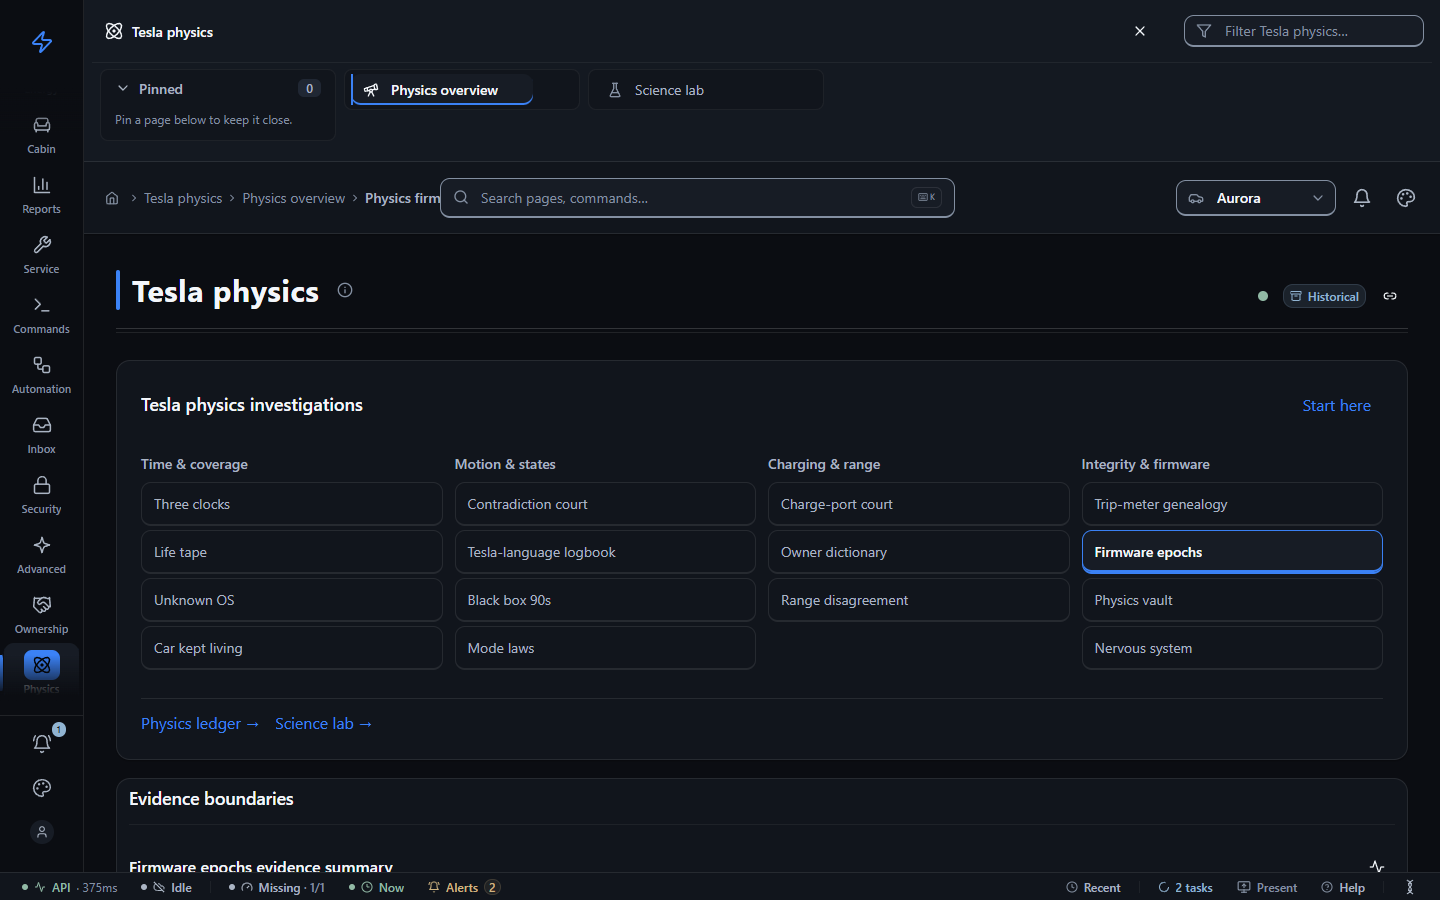 Tesla physics
Filter Tesla physics...
Pinned
0
Pin a page below to keep it close.
Physics overview
Science lab
Tesla physics
Physics overview
Physics firm
Search pages, commands...
K
Aurora
Cabin
Reports
Service
Commands
Automation
Inbox
Security
Advanced
Ownership
Physics
1
Tesla physics
Historical
Tesla physics investigations
Start here
Time & coverage
Three clocks
Life tape
Unknown OS
Car kept living
Motion & states
Contradiction court
Tesla-language logbook
Black box 90s
Mode laws
Charging & range
Charge-port court
Owner dictionary
Range disagreement
Integrity & firmware
Trip-meter genealogy
Firmware epochs
Physics vault
Nervous system
Physics ledger →
Science lab →
Evidence boundaries
Firmware epochs evidence summary
API · 375ms
Idle
Missing · 1/1
Now
Alerts 2
Recent
2 tasks
Present
Help